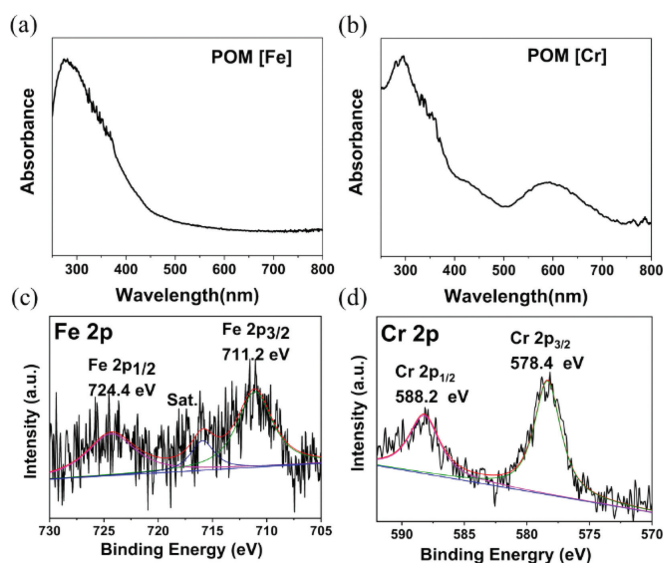 (a)
POM [Fe]
Absorbance
300 400 500 600 700 800
Wavelength(nm)
(b)
POM [Cr]
Absorbance
300 400 500 600 700 800
Wavelength(nm)
(c)
Fe 2p
Fe 2p3/2
711.2 eV
Fe 2p1/2
724.4 eV
Sat.
Intensity (a.u.)
730 725 720 715 710 705
Binding Energy (eV)
(d)
Cr 2p
Cr 2p3/2
578.4 eV
Cr 2p1/2
588.2 eV
Intensity (a.u.)
590 585 580 575 570
Binding Engergy (eV)